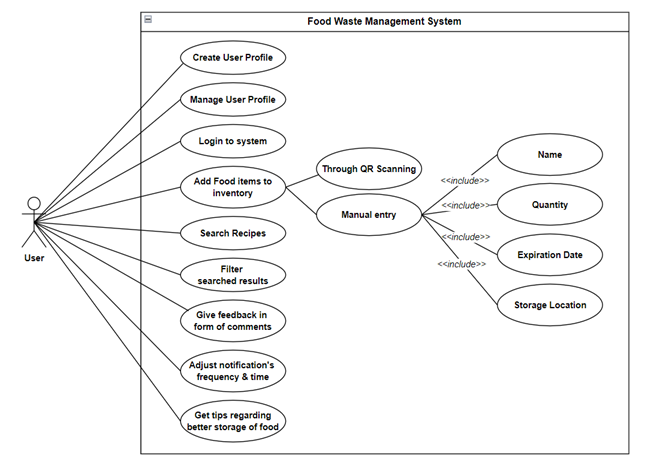 Food Waste Management System
Create User Profile
Manage User Profile
Login to system
Add Food items to
inventory
Search Recipes
Filter
searched results
Give feedback in
form of comments
Adjust notification's
frequency & time
Get tips regarding
better storage of food
User
Through QR Scanning
Manual entry
<<include>>
<<include>>
<<include>>
<<include>>
Name
Quantity
Expiration Date
Storage Location